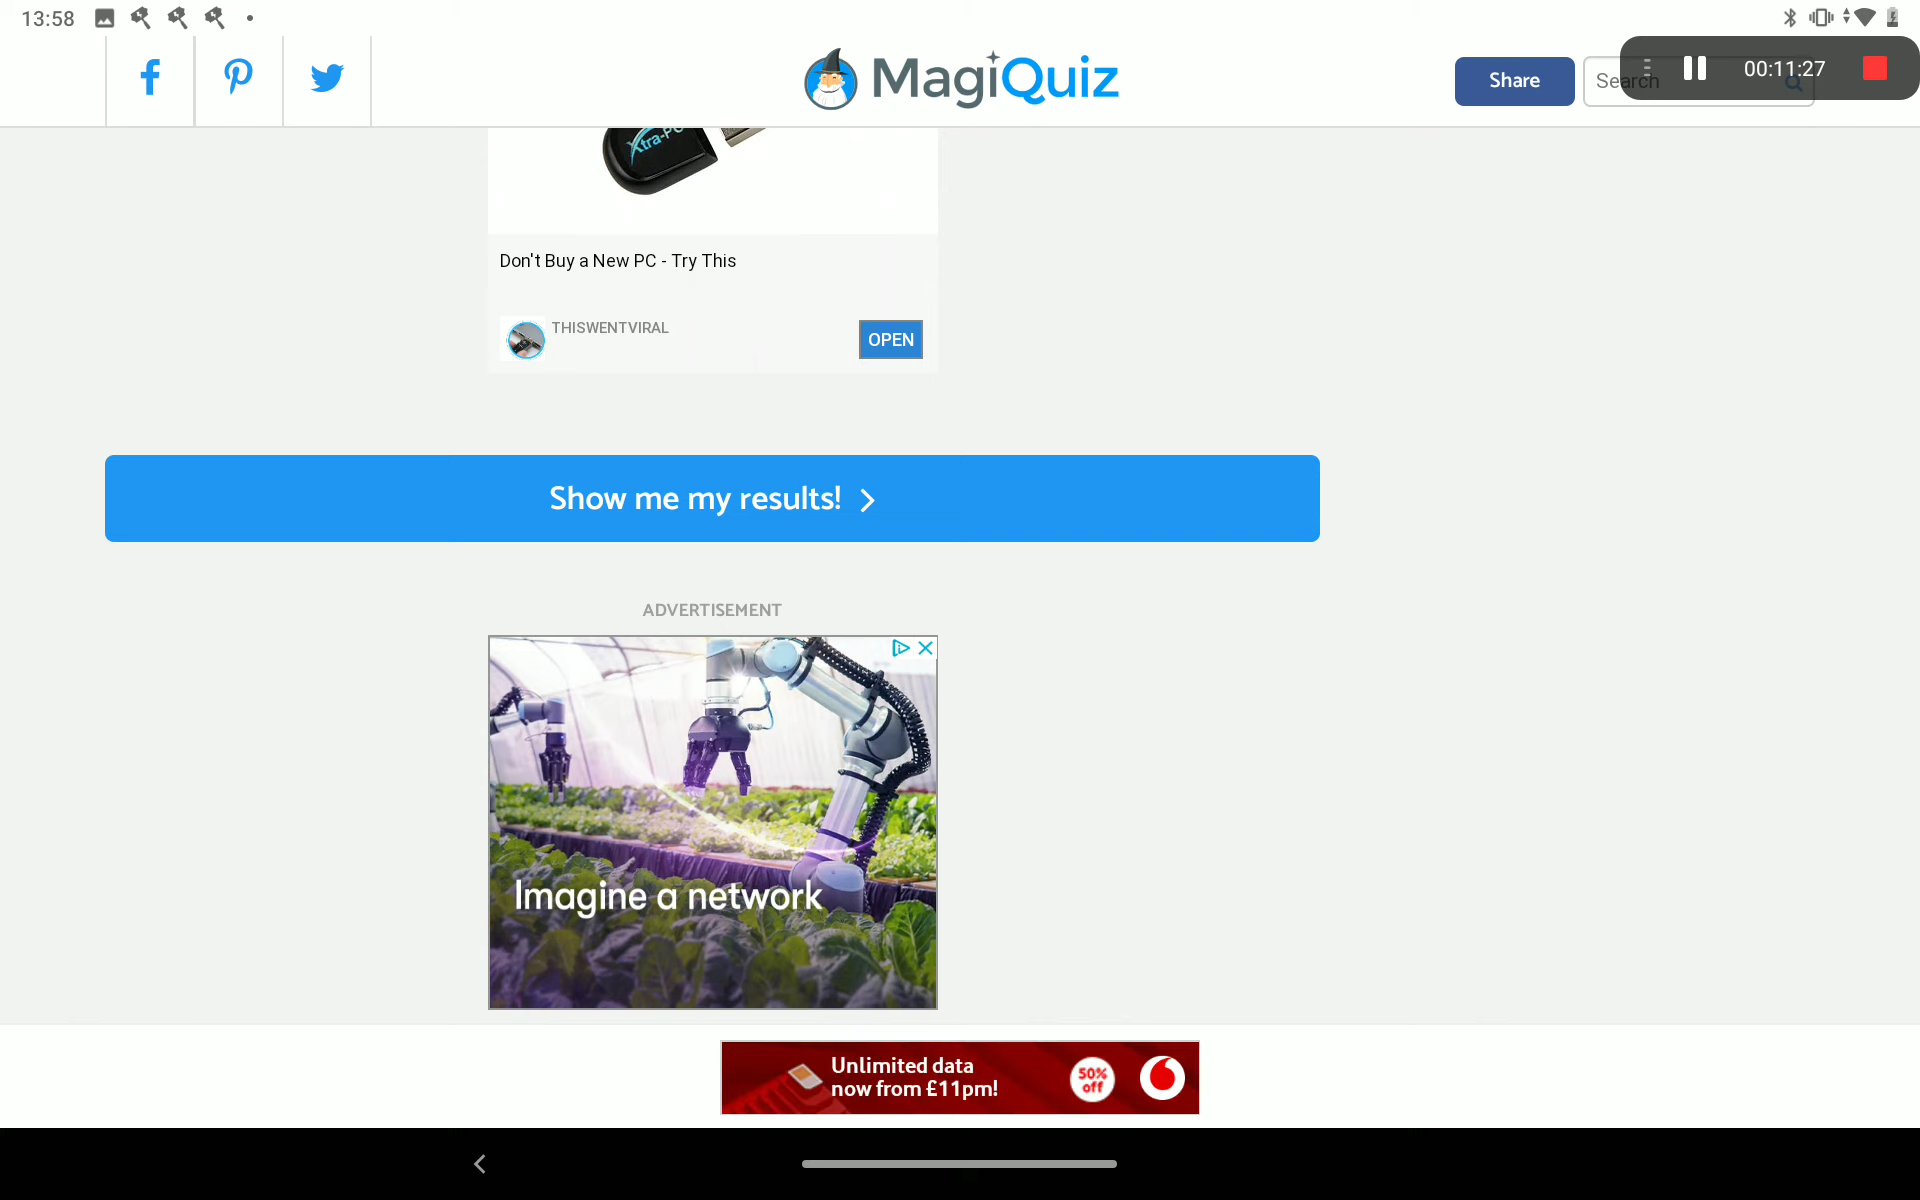 13:58
MagiQuiz
Share
Search
00:11:27
Xtra-PC
Don't Buy a New PC - Try This
THISWENTVIRAL
OPEN
Show me my results!
ADVERTISEMENT
Imagine a network
Unlimited data
now from £11pm!
50%
off